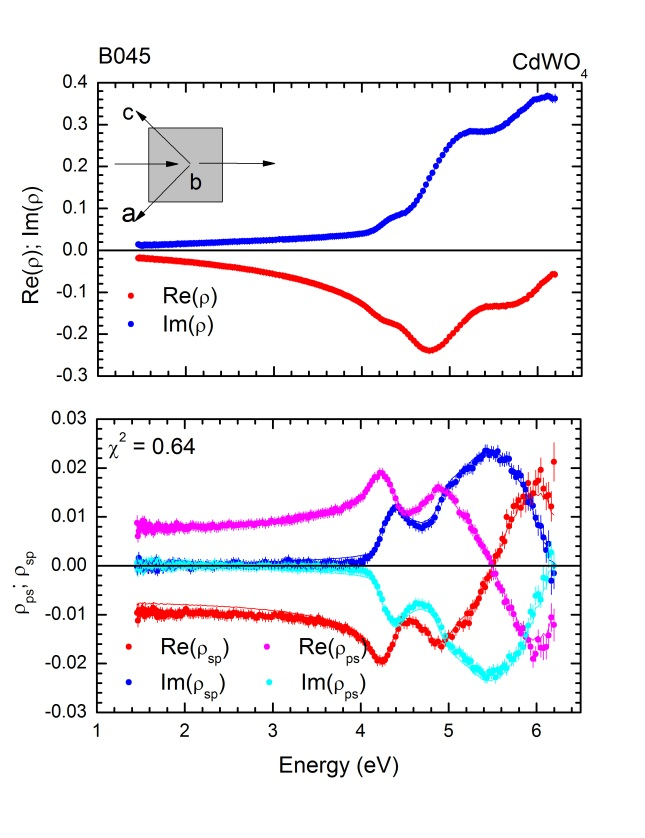 B045
CdWO₄
0.4
0.3
0.2
0.1
0.0
-0.1
-0.2
-0.3
Re(ρ); Im(ρ)
c
b
a
Re(ρ)
Im(ρ)
0.03
0.02
0.01
0.00
-0.01
-0.02
-0.03
ρps; ρsp
χ² = 0.64
Re(ρsp) Re(ρps)
Im(ρsp) Im(ρps)
1 2 3 4 5 6
Energy (eV)